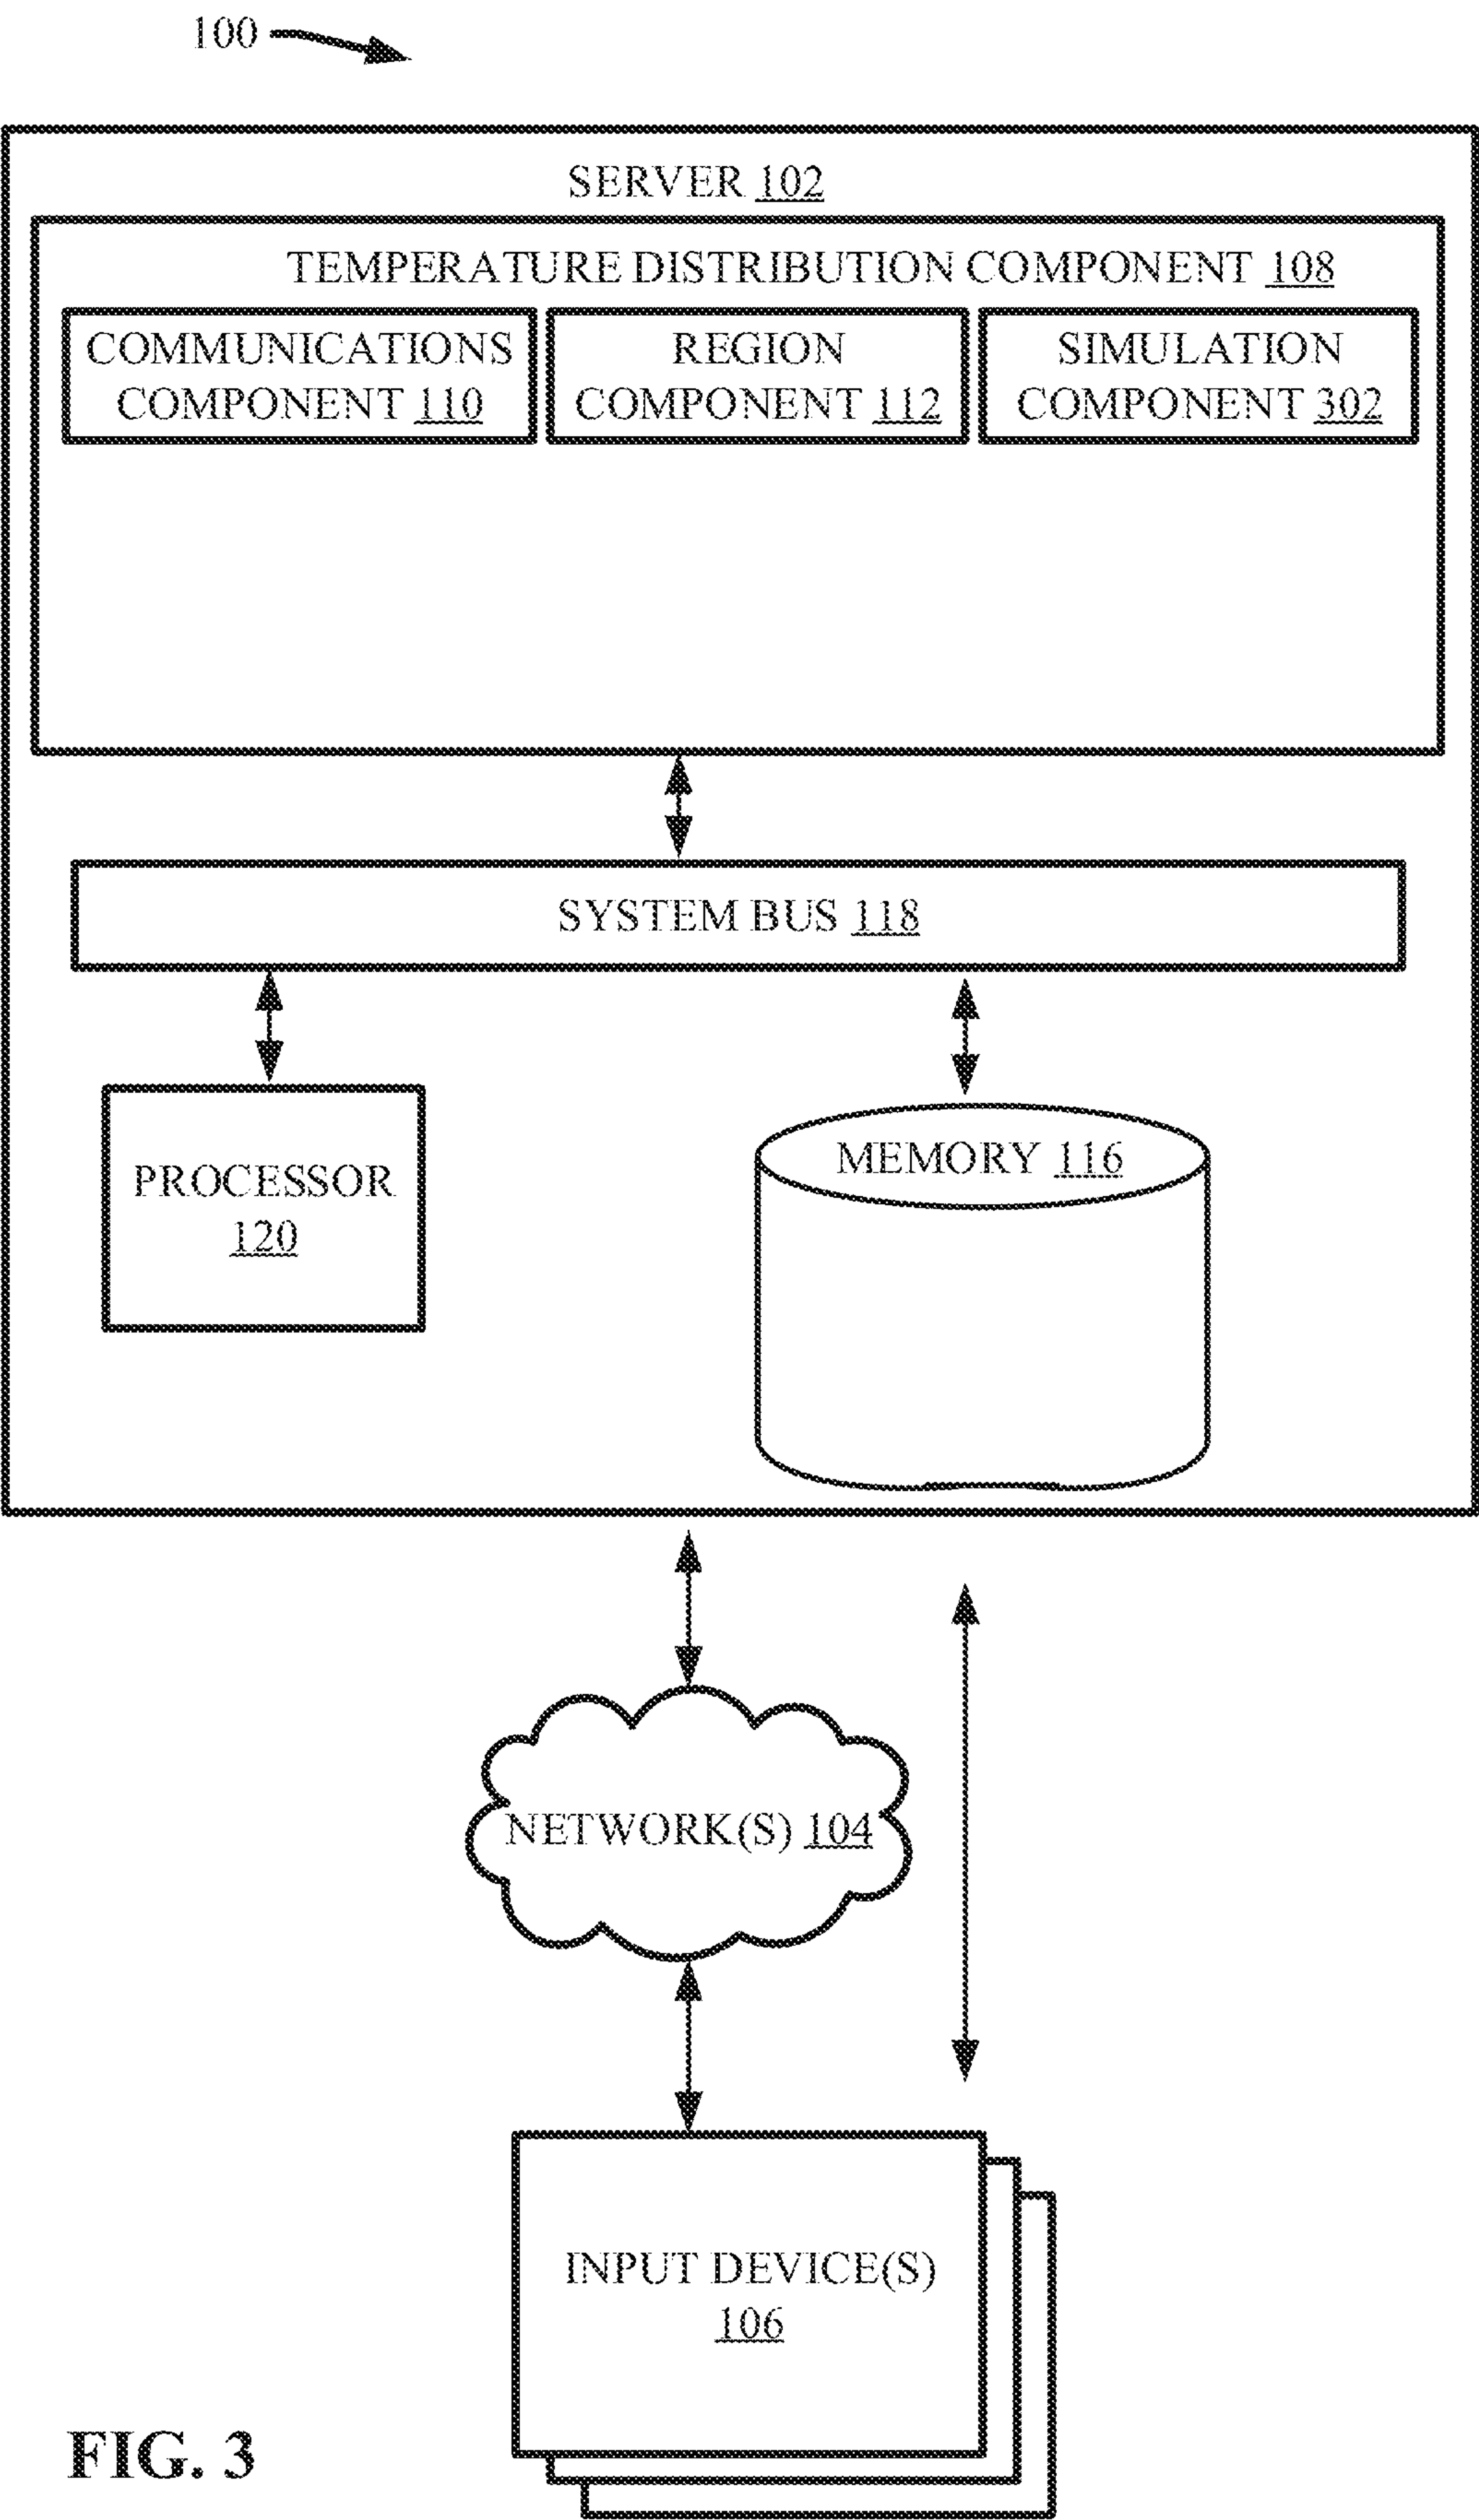 100
SERVER 102
TEMPERATURE DISTRIBUTION COMPONENT 108
COMMUNICATIONS
COMPONENT 110
REGION
COMPONENT 112
SIMULATION
COMPONENT 302
SYSTEM BUS 118
PROCESSOR
120
MEMORY 116
NETWORK(S) 104
INPUT DEVICE(S)
106
FIG. 3